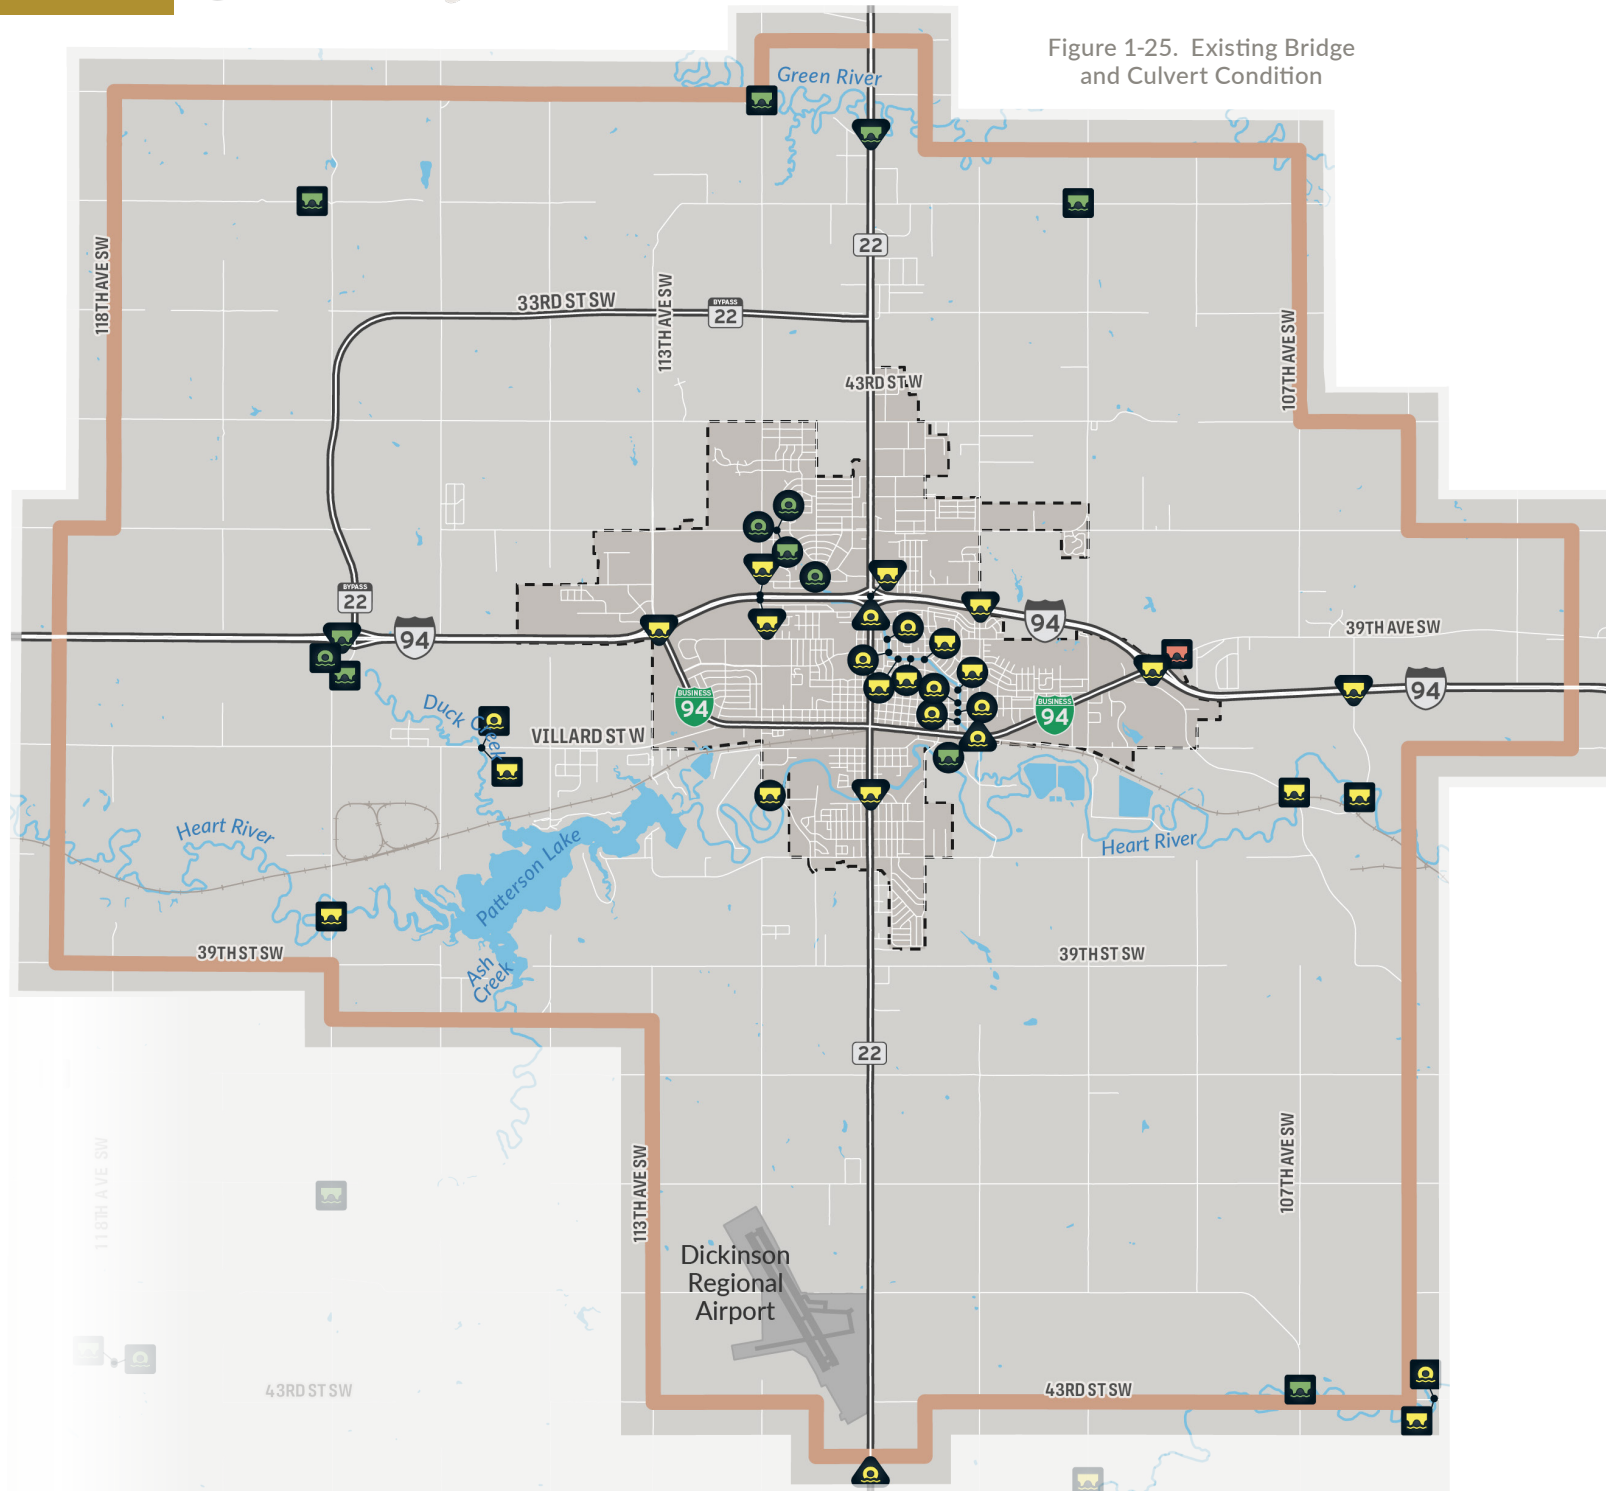 Figure 1-25. Existing Bridge
and Culvert Condition
Green River
118TH AVE SW
22
33RD ST SW
BYPASS
22
113TH AVE SW
107TH AVE SW
43RD ST W
BYPASS
22
94
94
39TH AVE SW
94
BUSINESS
94
BUSINESS
94
Duck Creek
VILLARD ST W
Heart River
Heart River
Patterson Lake
39TH ST SW
39TH ST SW
Ash
Creek
22
118TH AVE SW
113TH AVE SW
107TH AVE SW
Dickinson
Regional
Airport
43RD ST SW
43RD ST SW